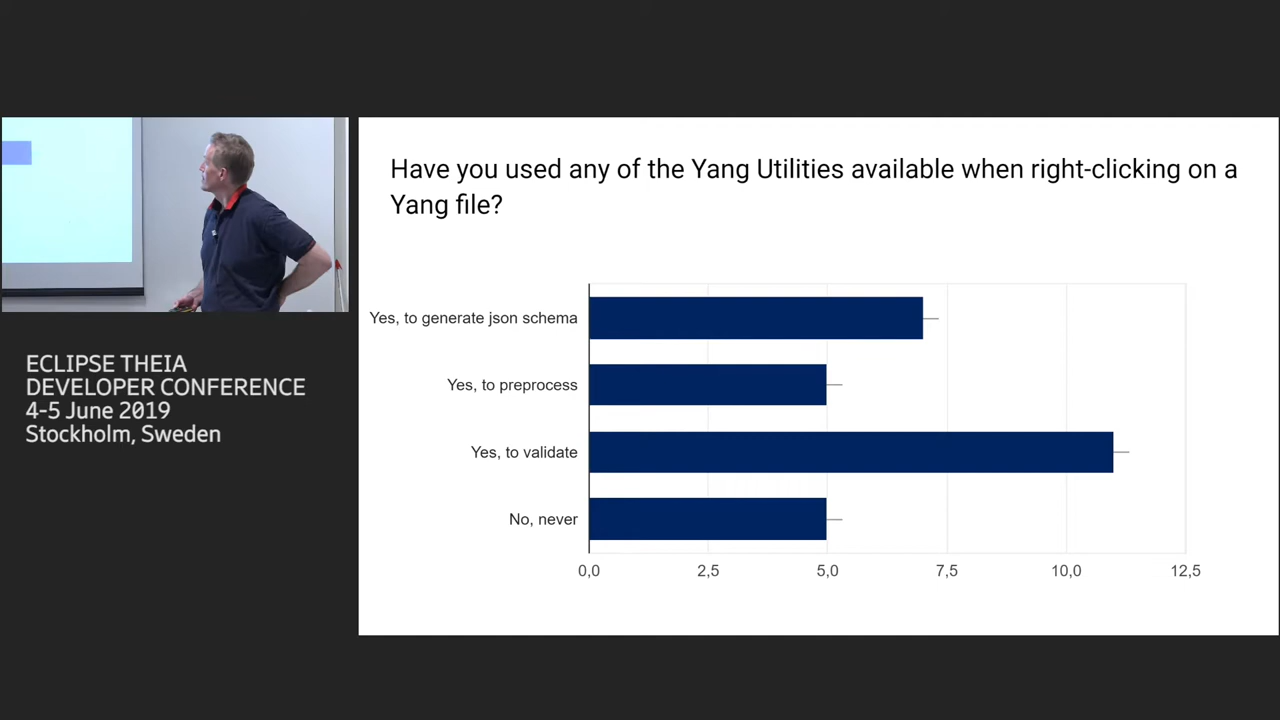 Have you used any of the Yang Utilities available when right-clicking on a
Yang file?
Yes, to generate json schema
Yes, to preprocess
Yes, to validate
No, never
0,0 2,5 5,0 7,5 10,0 12,5
ECLIPSE THEIA
DEVELOPER CONFERENCE
4-5 June 2019
Stockholm, Sweden